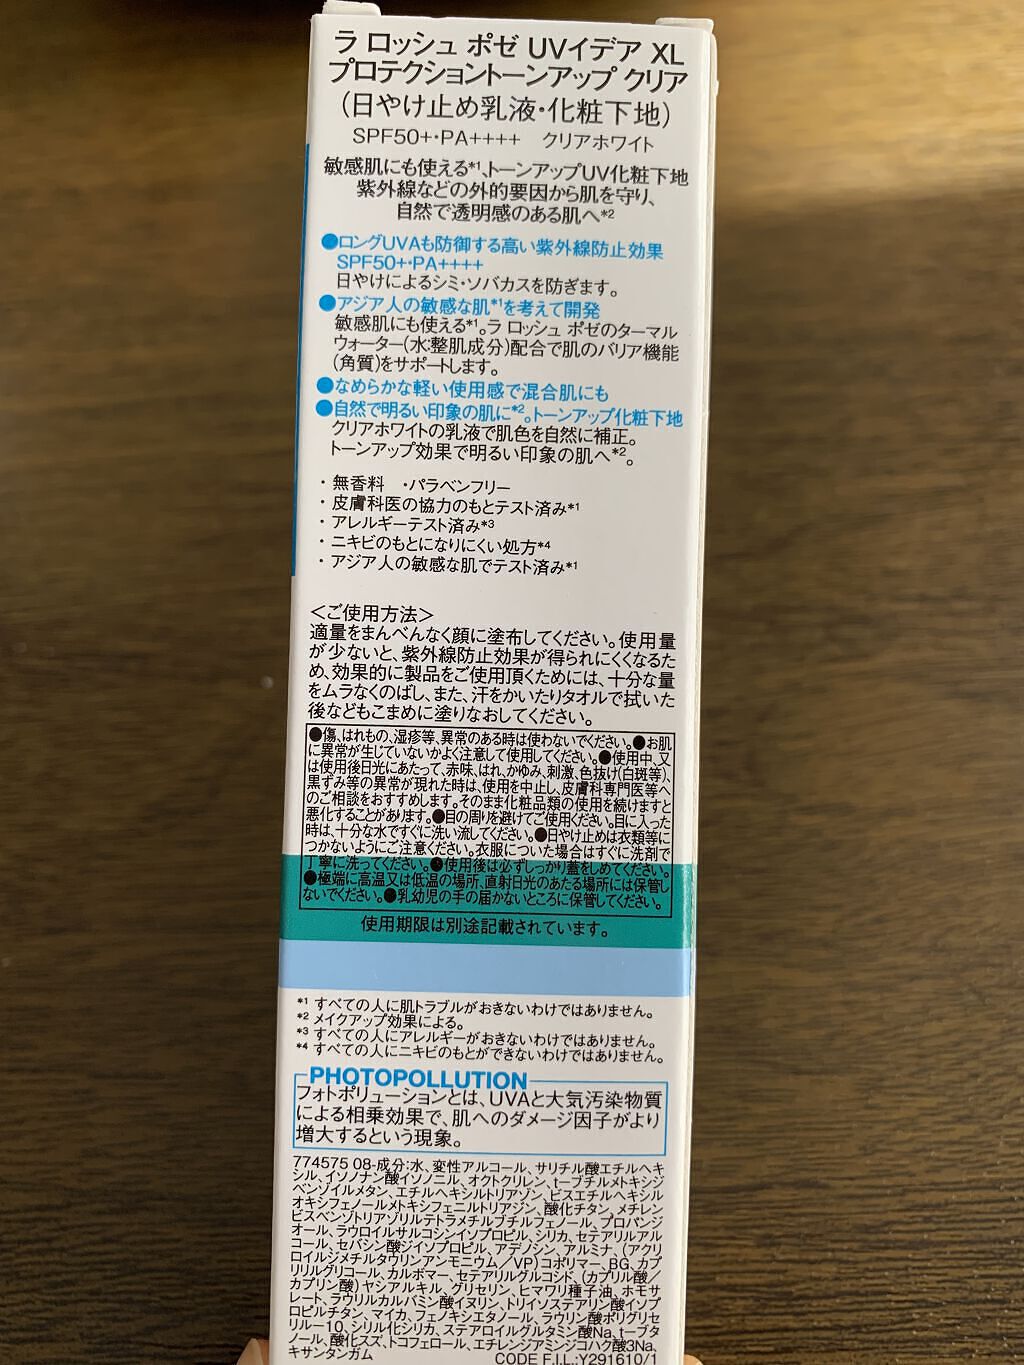 ラ ロッシュ ポゼ UVイデア XL
プロテクショントーンアップ クリア
（日やけ止め乳液・化粧下地）
SPF50+・PA++++ クリアホワイト
敏感肌にも使える*1、トーンアップUV化粧下地
紫外線などの外的要因から肌を守り、
自然で透明感のある肌へ*2
●ロングUVAも防御する高い紫外線防止効果
SPF50+・PA++++
日やけによるシミ・ソバカスを防ぎます。
●アジア人の敏感な肌*1を考えて開発
敏感肌にも使える*1。ラ ロッシュ ポゼのターマル
ウォーター(水:整肌成分)配合で肌のバリア機能
(角質)をサポートします。
●なめらかな軽い使用感で混合肌にも
●自然で明るい印象の肌に*2。トーンアップ化粧下地
クリアホワイトの乳液で肌色を自然に補正。
トーンアップ効果で明るい印象の肌へ*2。
・無香料 ・パラベンフリー
・皮膚科医の協力のもとテスト済み*1
・アレルギーテスト済み*3
・ニキビのもとになりにくい処方*4
・アジア人の敏感な肌でテスト済み*1
＜ご使用方法＞
適量をまんべんなく顔に塗布してください。使用量
が少ないと、紫外線防止効果が得られにくくなるた
め、効果的に製品をご使用頂くためには、十分な量
をムラなくのばし、また、汗をかいたりタオルで拭いた
後などもこまめに塗りなおしてください。
●傷、はれもの、湿疹等、異常のある時は使わないでください。●お肌
に異常が生じていないかよく注意して使用してください。●使用中、又
は使用後日光にあたって、赤味、はれ、かゆみ、刺激、色抜け(白斑等)、
黒ずみ等の異常が現れた時は、使用を中止し、皮膚科専門医等へ
のご相談をおすすめします。そのまま化粧品類の使用を続けますと
悪化することがあります。●目の周りを避けてご使用ください。目に入った
時は、十分な水ですぐに洗い流してください。●日やけ止めは衣類等に
つかないようにご注意ください。衣服についた場合はすぐに洗剤で
丁寧に洗ってください。●使用後は必ずしっかり蓋をしめてください。
●極端に高温又は低温の場所、直射日光のあたる場所には保管し
ないでください。●乳幼児の手の届かないところに保管してください。
使用期限は別途記載されています。
*1 すべての人に肌トラブルがおきないわけではありません。
*2 メイクアップ効果による。
*3 すべての人にアレルギーがおきないわけではありません。
*4 すべての人にニキビのもとができないわけではありません。
PHOTOPOLLUTION
フォトポリューションとは、UVAと大気汚染物質
による相乗効果で、肌へのダメージ因子がより
増大するという現象。
774575 08-成分：水、変性アルコール、サリチル酸エチルヘキ
シル、イソノナン酸イソノニル、オクトクリレン、t-ブチルメトキシジ
ベンゾイルメタン、エチルヘキシルトリアゾン、ビスエチルヘキシル
オキシフェノールメトキシフェニルトリアジン、酸化チタン、メチレン
ビスベンゾトリアゾリルテトラメチルブチルフェノール、プロパンジ
オール、ラウロイルサルコシンイソプロピル、シリカ、セテアリルアル
コール、セバシン酸ジイソプロピル、アデノシン、アルミナ、(アクリ
ロイルジメチルタウリンアンモニウム／VP)コポリマー、BG、カプ
リリルグリコール、カルボマー、セテアリルグルコシド、(カプリル酸／
カプリン酸)ヤシアルキル、グリセリン、ヒマワリ種子油、ホモサ
レート、ラウリルカルバミン酸イヌリン、トリイソステアリン酸イソプ
ロピルチタン、マイカ、フェノキシエタノール、ラウリン酸ポリグリセ
リル-10、シリル化シリカ、ステアロイルグルタミン酸Na、t-ブタ
ノール、酸化スズ、トコフェロール、エチレンジアミンジコハク酸3Na、
キサンタンガム CODE F.I.L.:Y291610/1